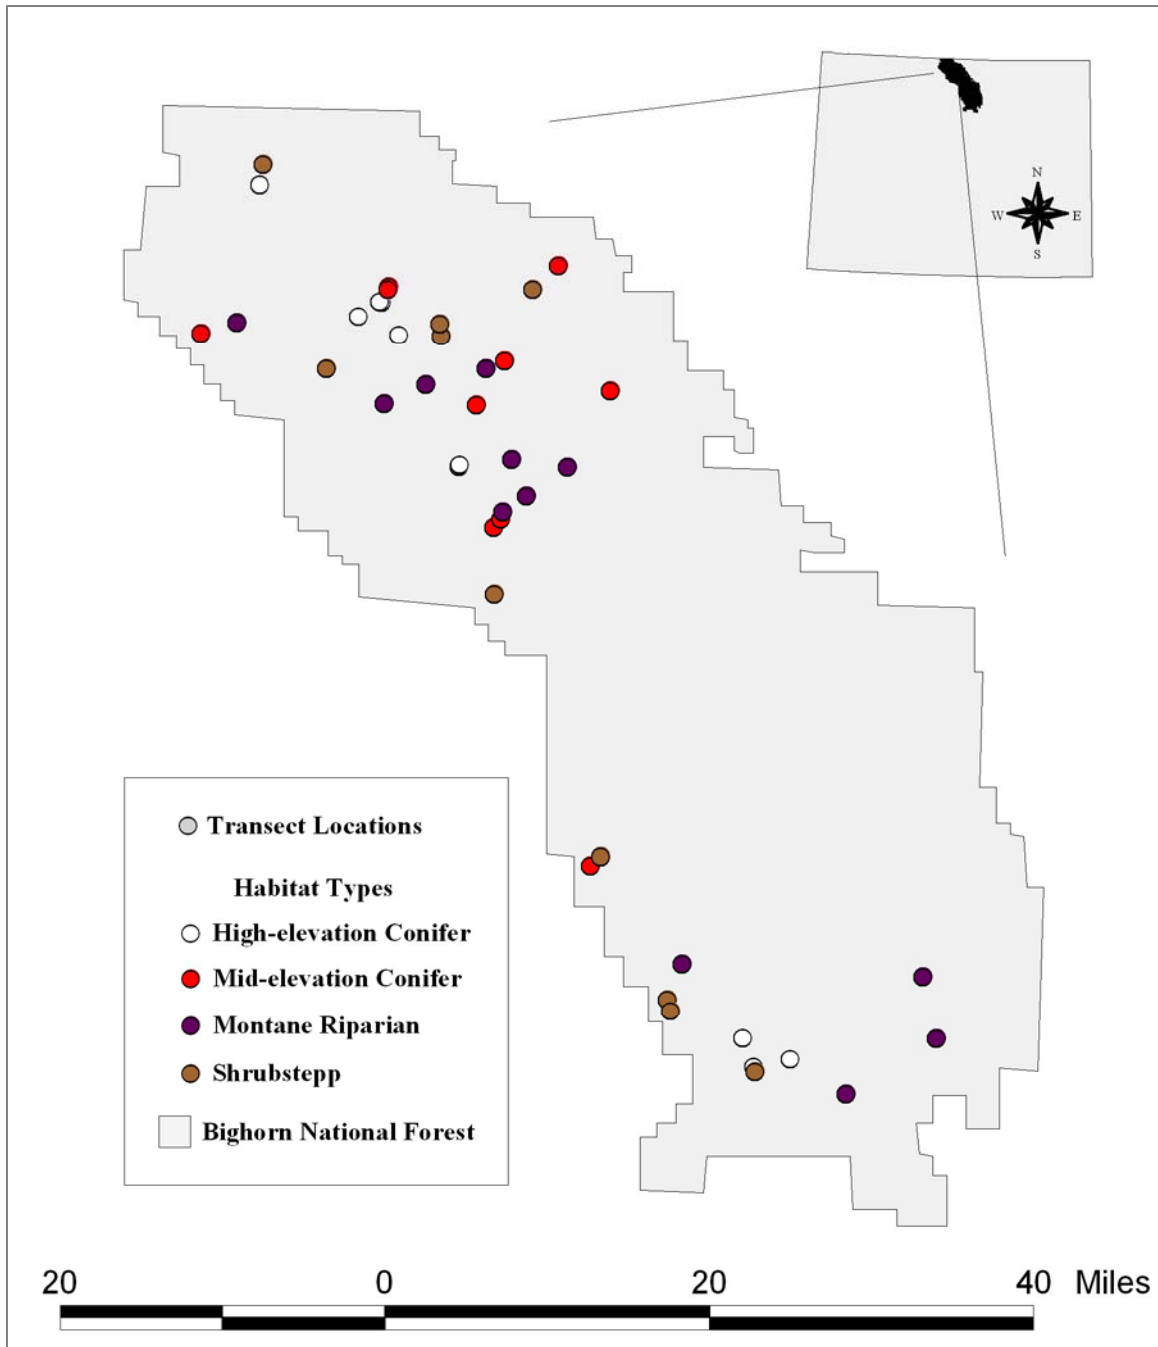 N
W E
S
Transect Locations
Habitat Types
High-elevation Conifer
Mid-elevation Conifer
Montane Riparian
Shrubstepp
Bighorn National Forest
20 0 20 40 Miles